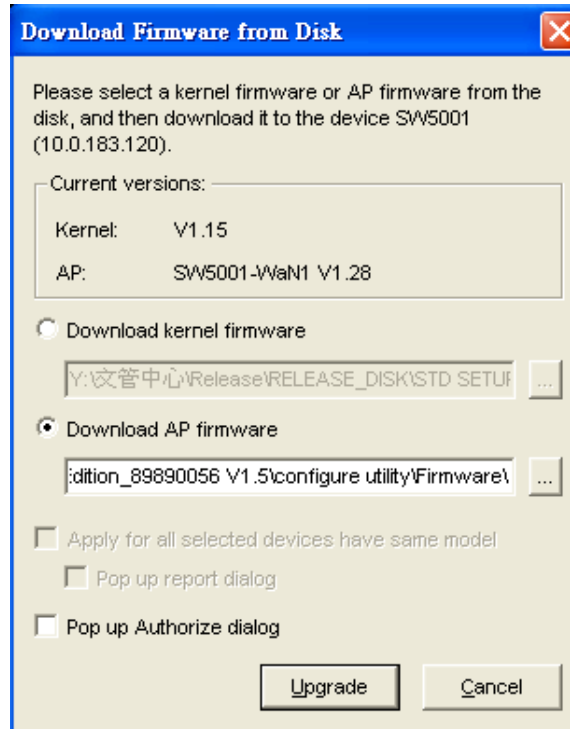 Download Firmware from Disk
Please select a kernel firmware or AP firmware from the
disk, and then download it to the device SW5001
(10.0.183.120).
Current versions:
Kernel: V1.15
AP: SW5001-WaN1 V1.28
Download kernel firmware
Y:\文管中心\Release\RELEASE_DISK\STD SETUP
...
Download AP firmware
:dition_89890056 V1.5\configure utility\Firmware\
...
Apply for all selected devices have same model
Pop up report dialog
Pop up Authorize dialog
Upgrade
Cancel